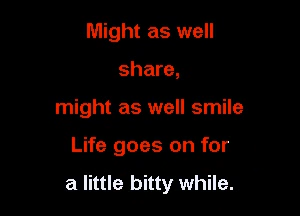 Might as well
share,
might as well smile
Life goes on for
a little bitty while.